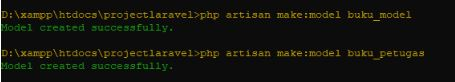 D:\xampp\htdocs\projectlaravel>php artisan make:model buku_model
Model created successfully.
D:\xampp\htdocs\projectlaravel>php artisan make:model buku_petugas
Model created successfully.